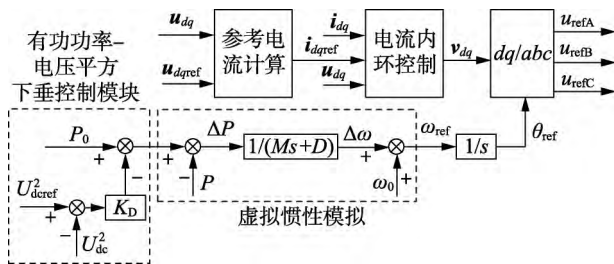 有功功率–
电压平方
下垂控制模块
u_dq
u_dqref
参考电
流计算
i_dqref
i_dq
u_dq
电流内
环控制
v_dq
dq/abc
u_refA
u_refB
u_refC
P_0
+
−
+
−
ΔP
P
1/(Ms+D)
Δω
+
ω_0
+
ω_ref
1/s
θ_ref
U²_dcref
+
−
U²_dc
K_D
虚拟惯性模拟